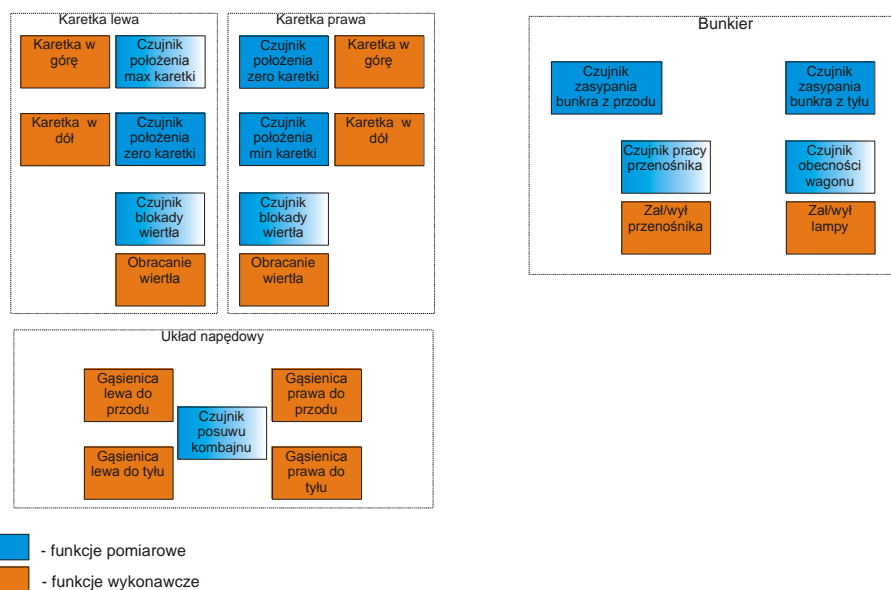 Karetka lewa
Karetka w
górę
Czujnik
położenia
max karetki
Karetka w
dół
Czujnik
położenia
zero karetki
Czujnik
blokady
wiertła
Obracanie
wiertła
Karetka prawa
Czujnik
położenia
zero karetki
Karetka w
górę
Czujnik
położenia
min karetki
Karetka w
dół
Czujnik
blokady
wiertła
Obracanie
wiertła
Bunkier
Czujnik
zasypania
bunkra z przodu
Czujnik
zasypania
bunkra z tyłu
Czujnik pracy
przenośnika
Czujnik
obecności
wagonu
Zał/wył
przenośnika
Zał/wył
lampy
Układ napędowy
Gąsienica
lewa do
przodu
Gąsienica
prawa do
przodu
Czujnik
posuwu
kombajnu
Gąsienica
lewa do tyłu
Gąsienica
prawa do
tyłu
- funkcje pomiarowe
- funkcje wykonawcze